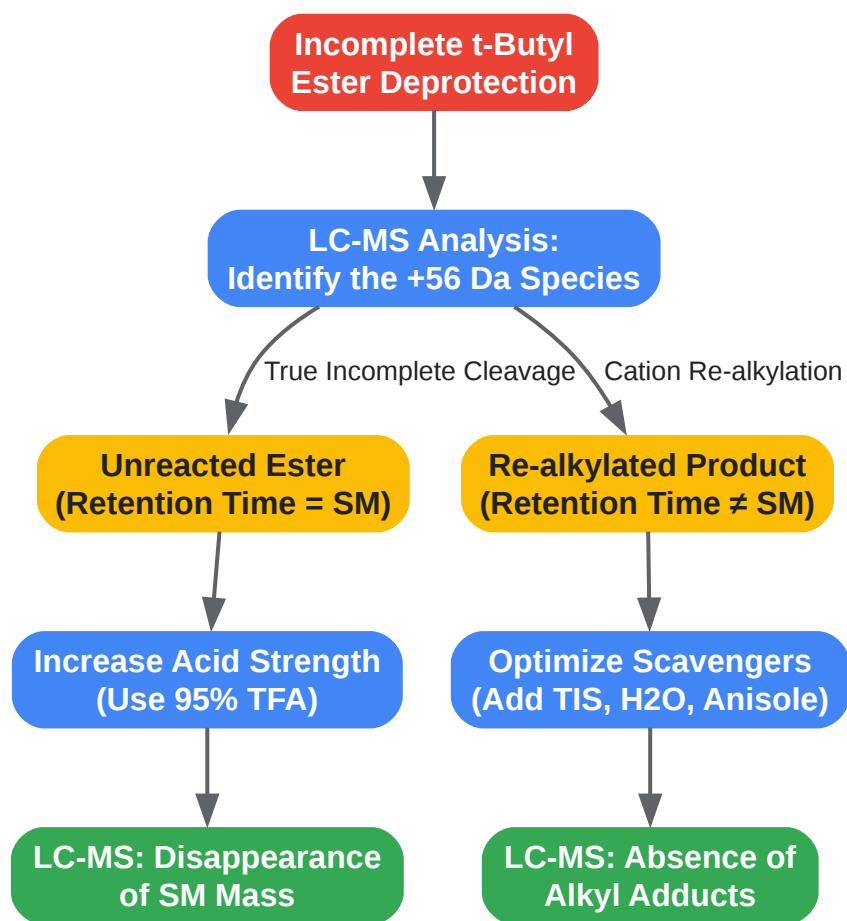 Incomplete t-Butyl
Ester Deprotection
LC-MS Analysis:
Identify the +56 Da Species
True Incomplete Cleavage
Cation Re-alkylation
Unreacted Ester
(Retention Time = SM)
Re-alkylated Product
(Retention Time ≠ SM)
Increase Acid Strength
(Use 95% TFA)
Optimize Scavengers
(Add TIS, H2O, Anisole)
LC-MS: Disappearance
of SM Mass
LC-MS: Absence of
Alkyl Adducts